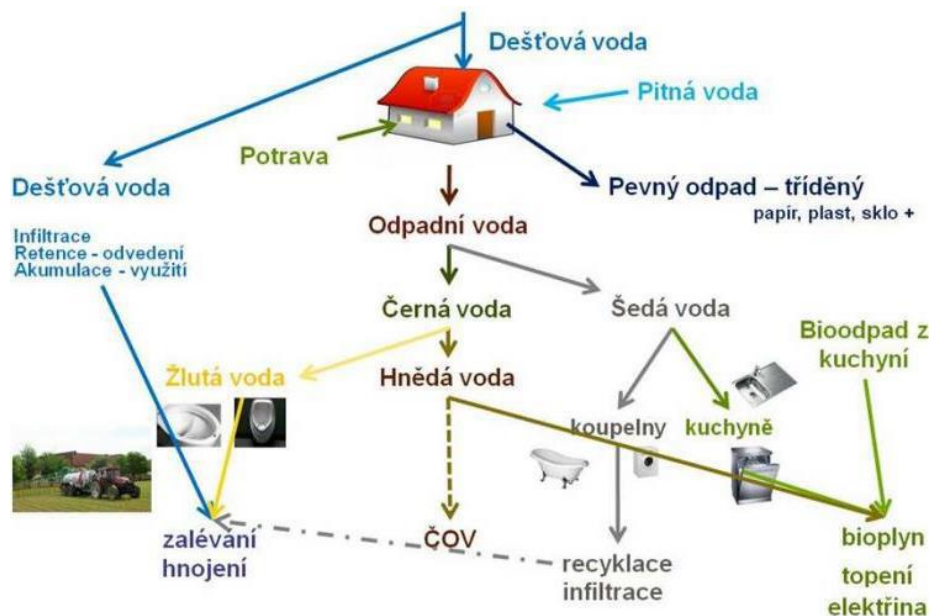 Dešťová voda
Pitná voda
Potrava
Dešťová voda
Pevný odpad – tříděný
papír, plast, sklo +
Odpadní voda
Infiltrace
Retence - odvedení
Akumulace - využití
Černá voda
Šedá voda
Bioodpad z
kuchyní
Žlutá voda
Hnědá voda
koupelny
kuchyně
zalévání
hnojení
ČOV
recyklace
infiltrace
bioplyn
topení
elektřina